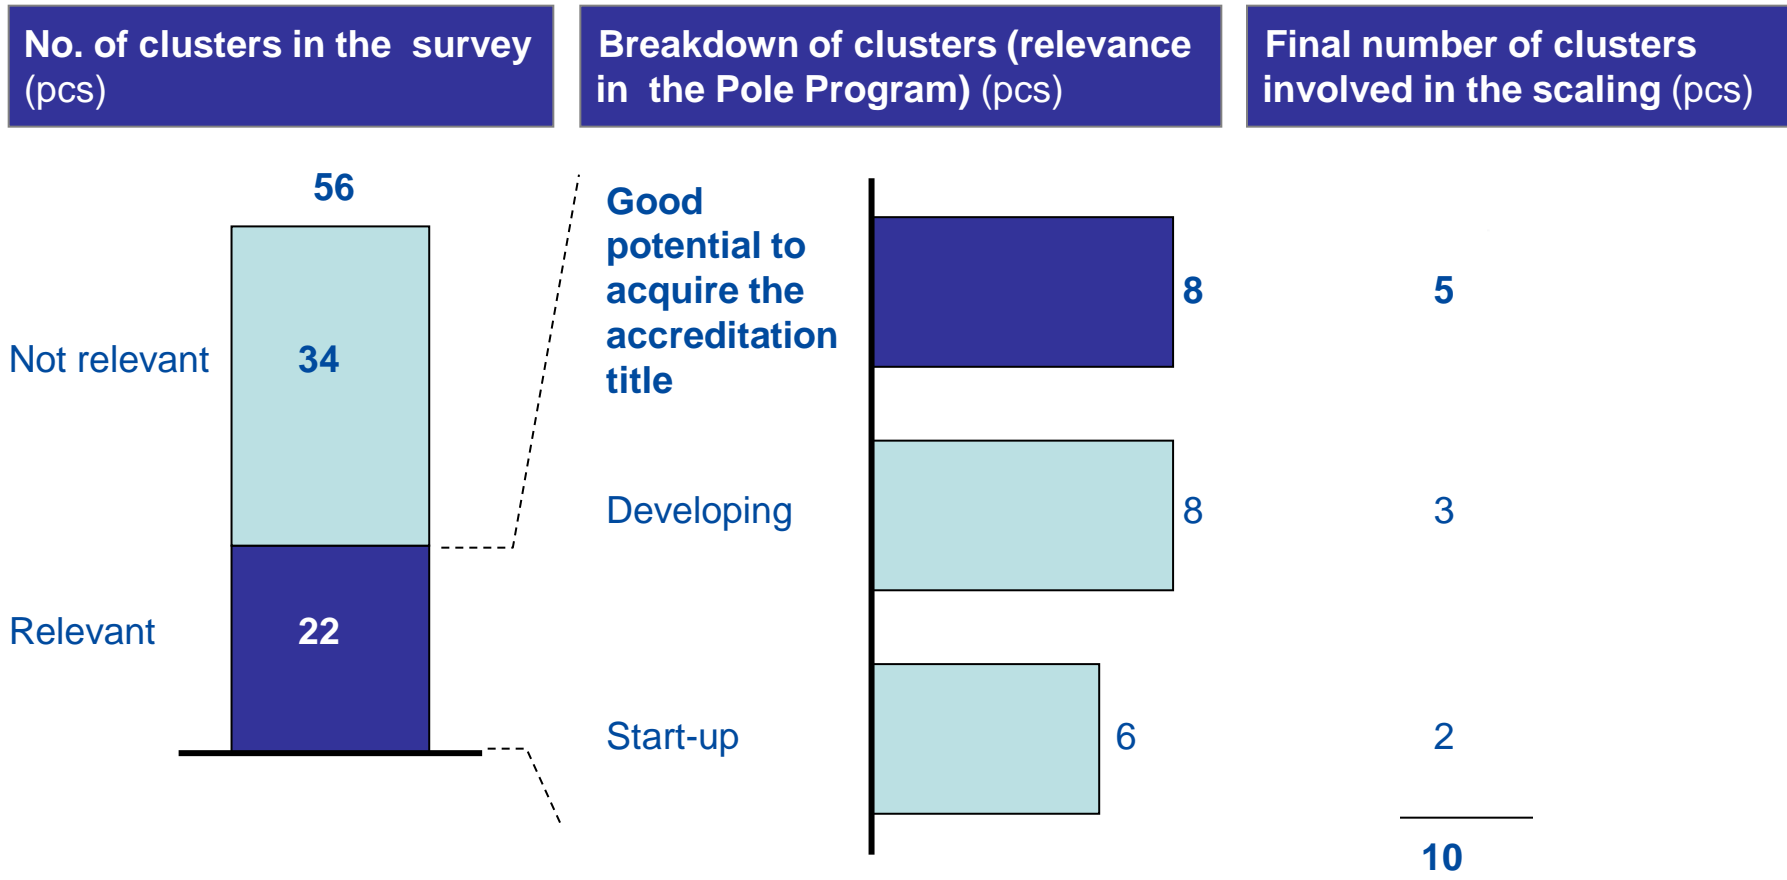 No. of clusters in the survey
(pcs)
Breakdown of clusters (relevance
in the Pole Program) (pcs)
Final number of clusters
involved in the scaling (pcs)
56
Not relevant
34
Relevant
22
Good
potential to
acquire the
accreditation
title
8
5
Developing
8
3
Start-up
6
2
10